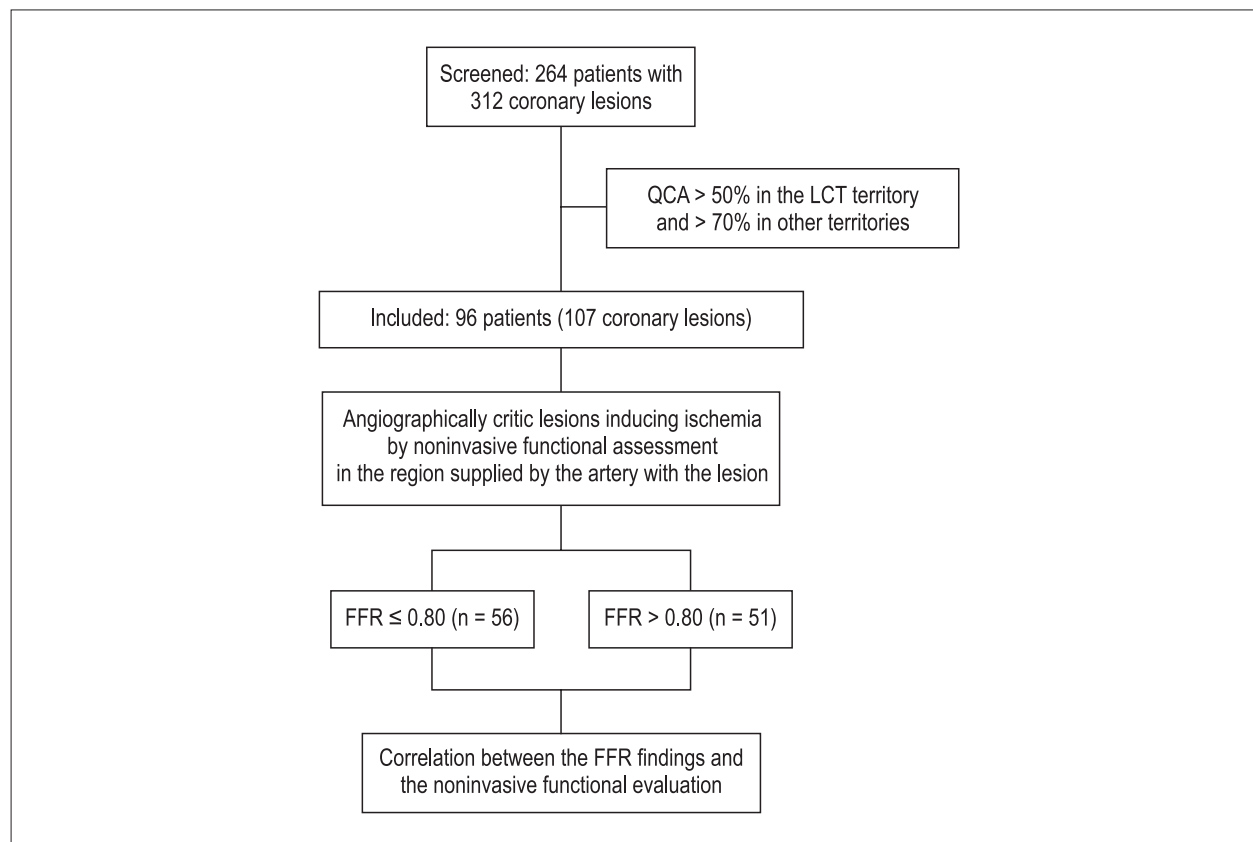 Screened: 264 patients with
312 coronary lesions
QCA > 50% in the LCT territory
and > 70% in other territories
Included: 96 patients (107 coronary lesions)
Angiographically critic lesions inducing ischemia
by noninvasive functional assessment
in the region supplied by the artery with the lesion
FFR ≤ 0.80 (n = 56)
FFR > 0.80 (n = 51)
Correlation between the FFR findings and
the noninvasive functional evaluation